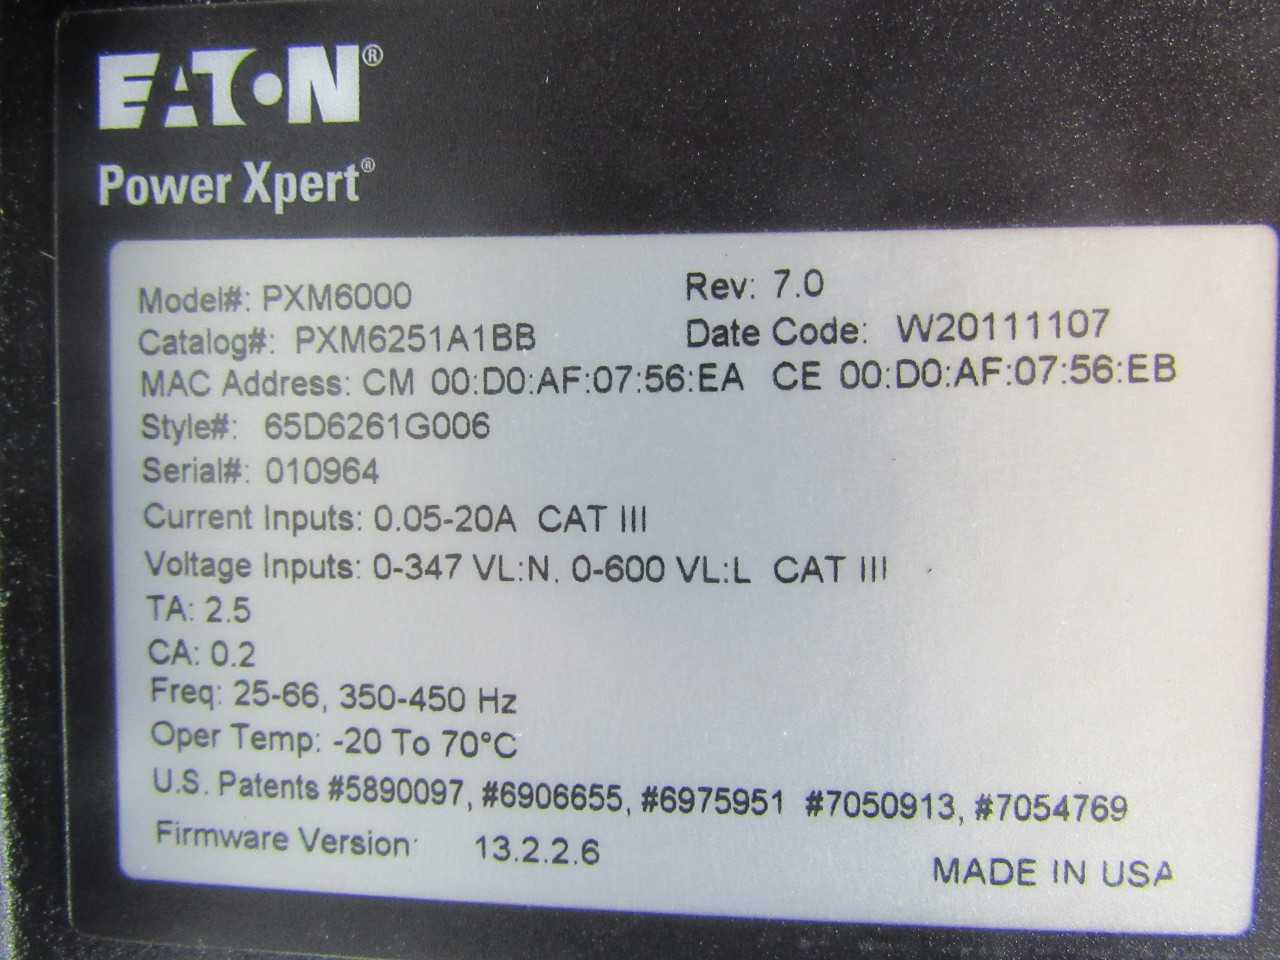 EATON®
Power Xpert®
Model#: PXM6000 Rev: 7.0
Catalog#: PXM6251A1BB Date Code: W20111107
MAC Address: CM 00:D0:AF:07:56:EA CE 00:D0:AF:07:56:EB
Style#: 65D6261G006
Serial#: 010964
Current Inputs: 0.05-20A CAT III
Voltage Inputs: 0-347 VL:N, 0-600 VL:L CAT III
TA: 2.5
CA: 0.2
Freq: 25-66, 350-450 Hz
Oper Temp: -20 To 70°C
U.S. Patents #5890097, #6906655, #6975951 #7050913, #7054769
Firmware Version: 13.2.2.6
MADE IN USA